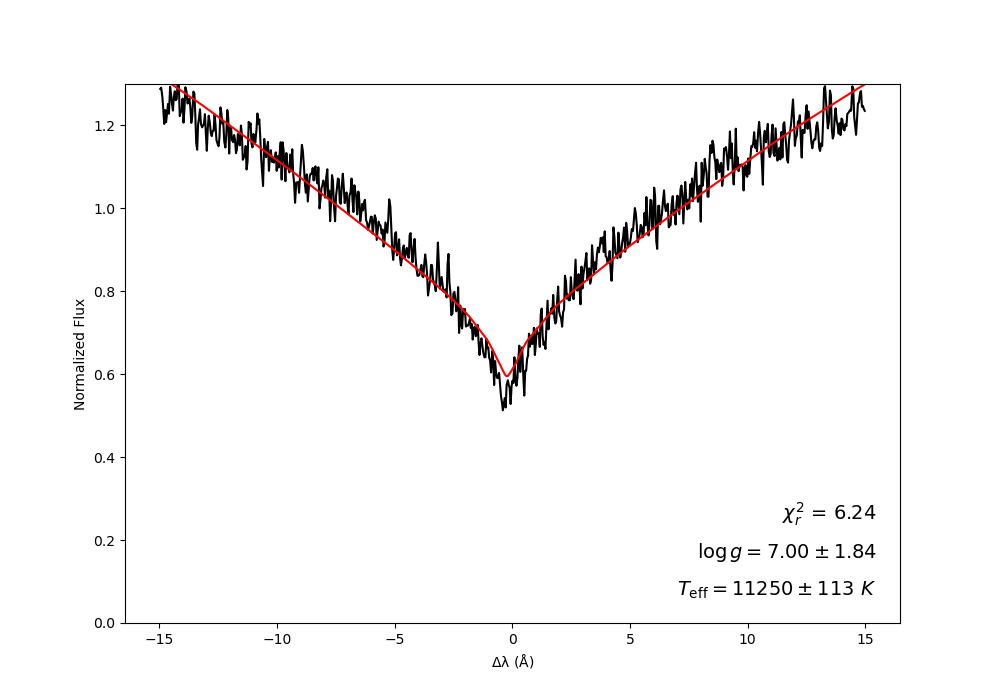 1.2
1.0
0.8
0.6
0.4
0.2
0.0
Normalized Flux
χ²ᵣ = 6.24
log g = 7.00 ± 1.84
T_eff = 11250 ± 113 K
−15 −10 −5 0 5 10 15
Δλ (Å)